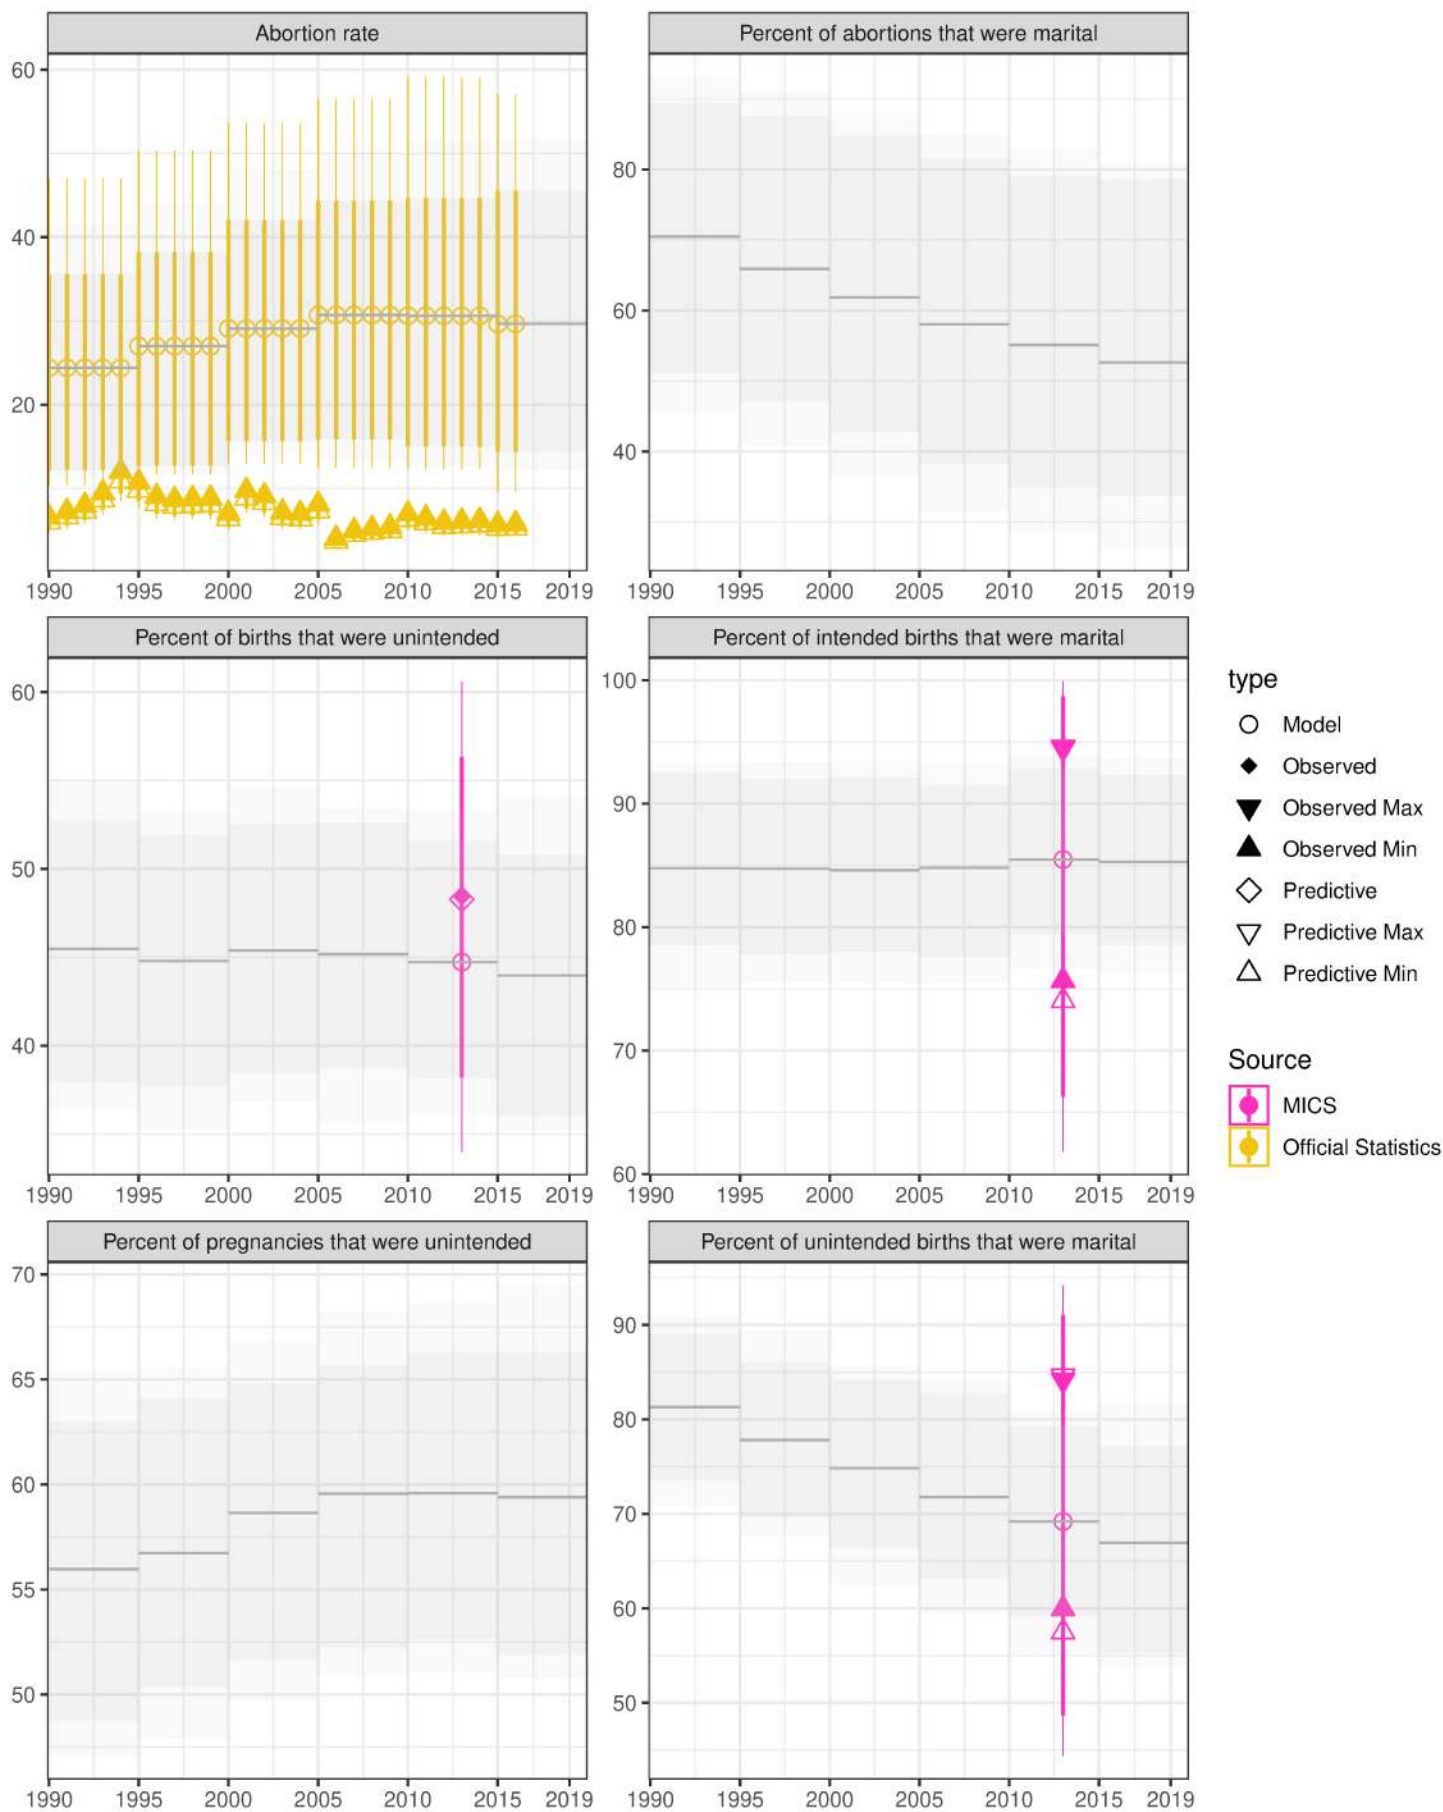 Abortion rate
60
40
20
1990 1995 2000 2005 2010 2015 2019
Percent of abortions that were marital
80
60
40
1990 1995 2000 2005 2010 2015 2019
Percent of births that were unintended
60
50
40
1990 1995 2000 2005 2010 2015 2019
Percent of intended births that were marital
100
90
80
70
60
1990 1995 2000 2005 2010 2015 2019
Percent of pregnancies that were unintended
70
65
60
55
50
1990 1995 2000 2005 2010 2015 2019
Percent of unintended births that were marital
90
80
70
60
50
1990 1995 2000 2005 2010 2015 2019
type
Model
Observed
Observed Max
Observed Min
Predictive
Predictive Max
Predictive Min
Source
MICS
Official Statistics